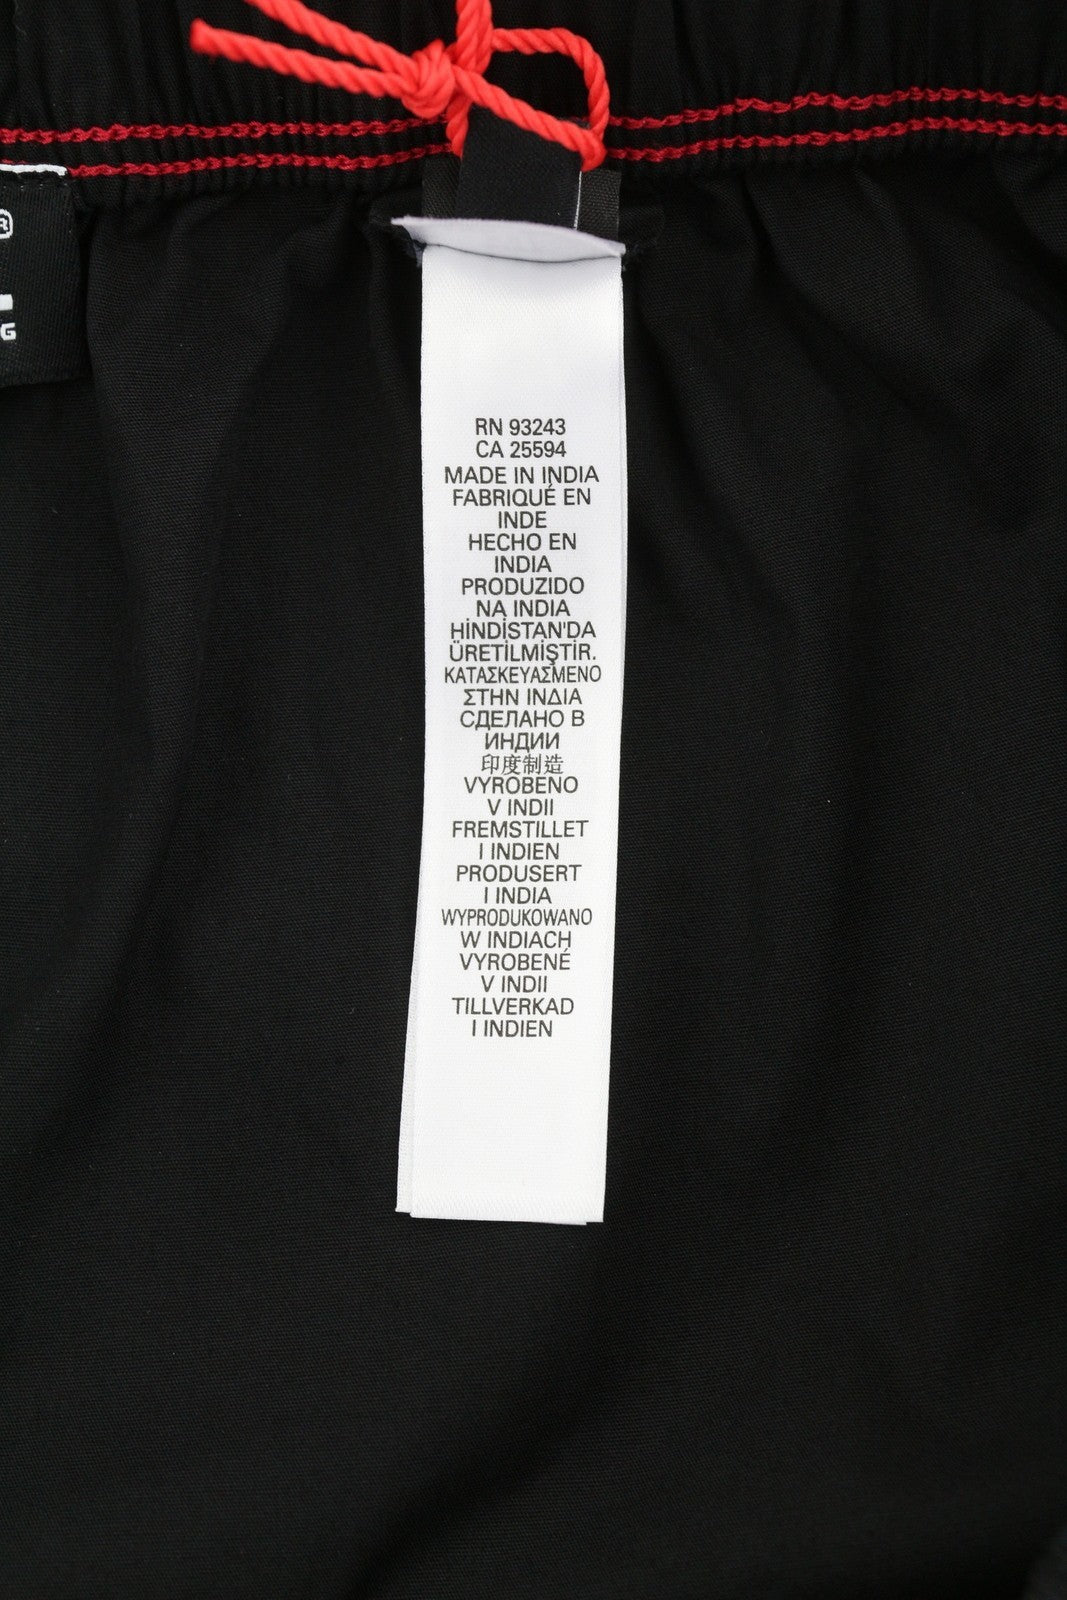 ®
G
RN 93243
CA 25594
MADE IN INDIA
FABRIQUÉ EN
INDE
HECHO EN
INDIA
PRODUZIDO
NA INDIA
HİNDİSTAN'DA
ÜRETİLMİŞTİR.
ΚΑΤΑΣΚΕΥΑΣΜΕΝΟ
ΣΤΗΝ ΙΝΔΙΑ
СДЕЛАНО В
ИНДИИ
印度制造
VYROBENO
V INDII
FREMSTILLET
I INDIEN
PRODUSERT
I INDIA
WYPRODUKOWANO
W INDIACH
VYROBENÉ
V INDII
TILLVERKAD
I INDIEN